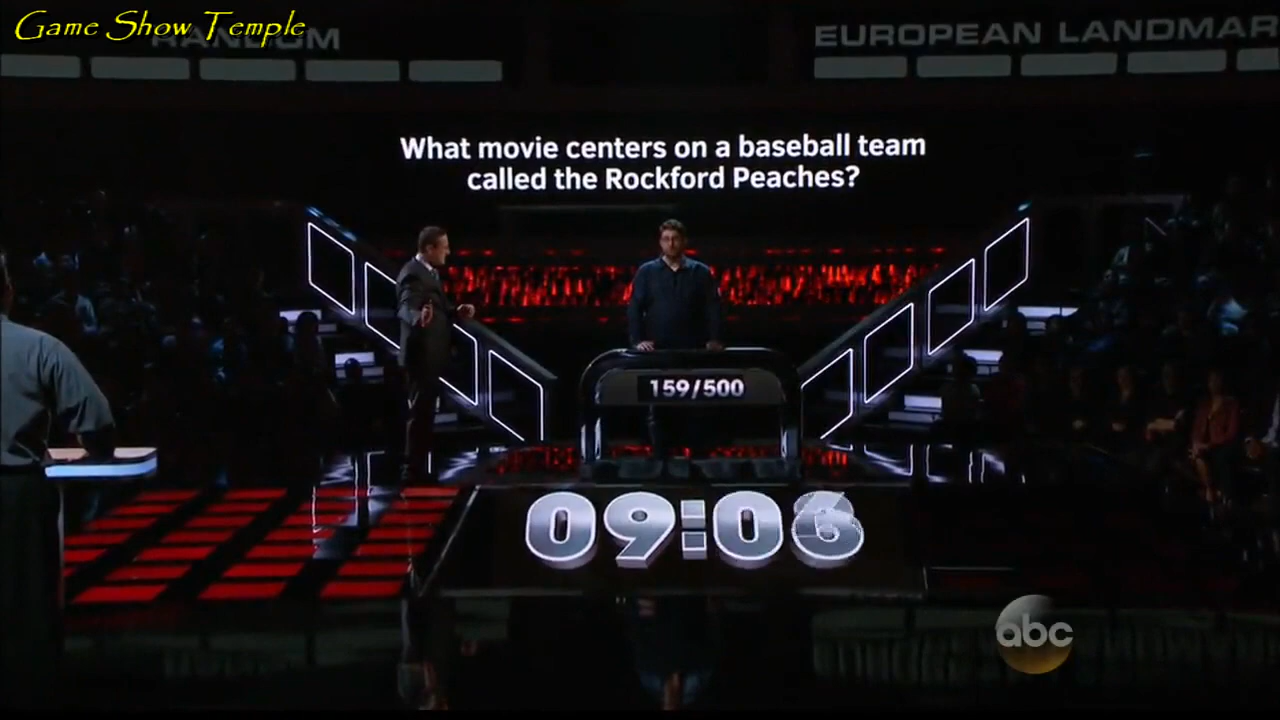 Game Show Temple
RANDOM
EUROPEAN LANDMAR
What movie centers on a baseball team
called the Rockford Peaches?
159/500
09:06
abc